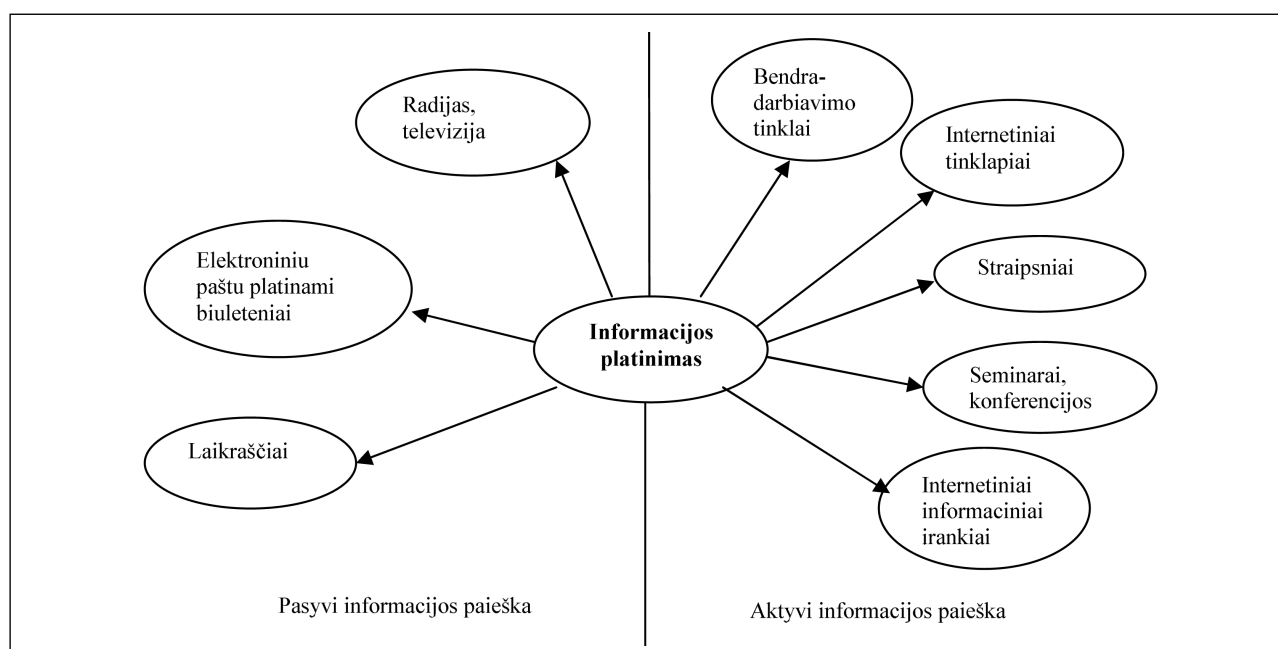 Radijas,
televizija
Bendra-
darbiavimo
tinklai
Internetiniai
tinklapiai
Elektroniniu
paštu platinami
biuleteniai
Straipsniai
Informacijos
platinimas
Seminarai,
konferencijos
Laikraščiai
Internetiniai
informaciniai
irankiai
Pasyvi informacijos paieška
Aktyvi informacijos paieška